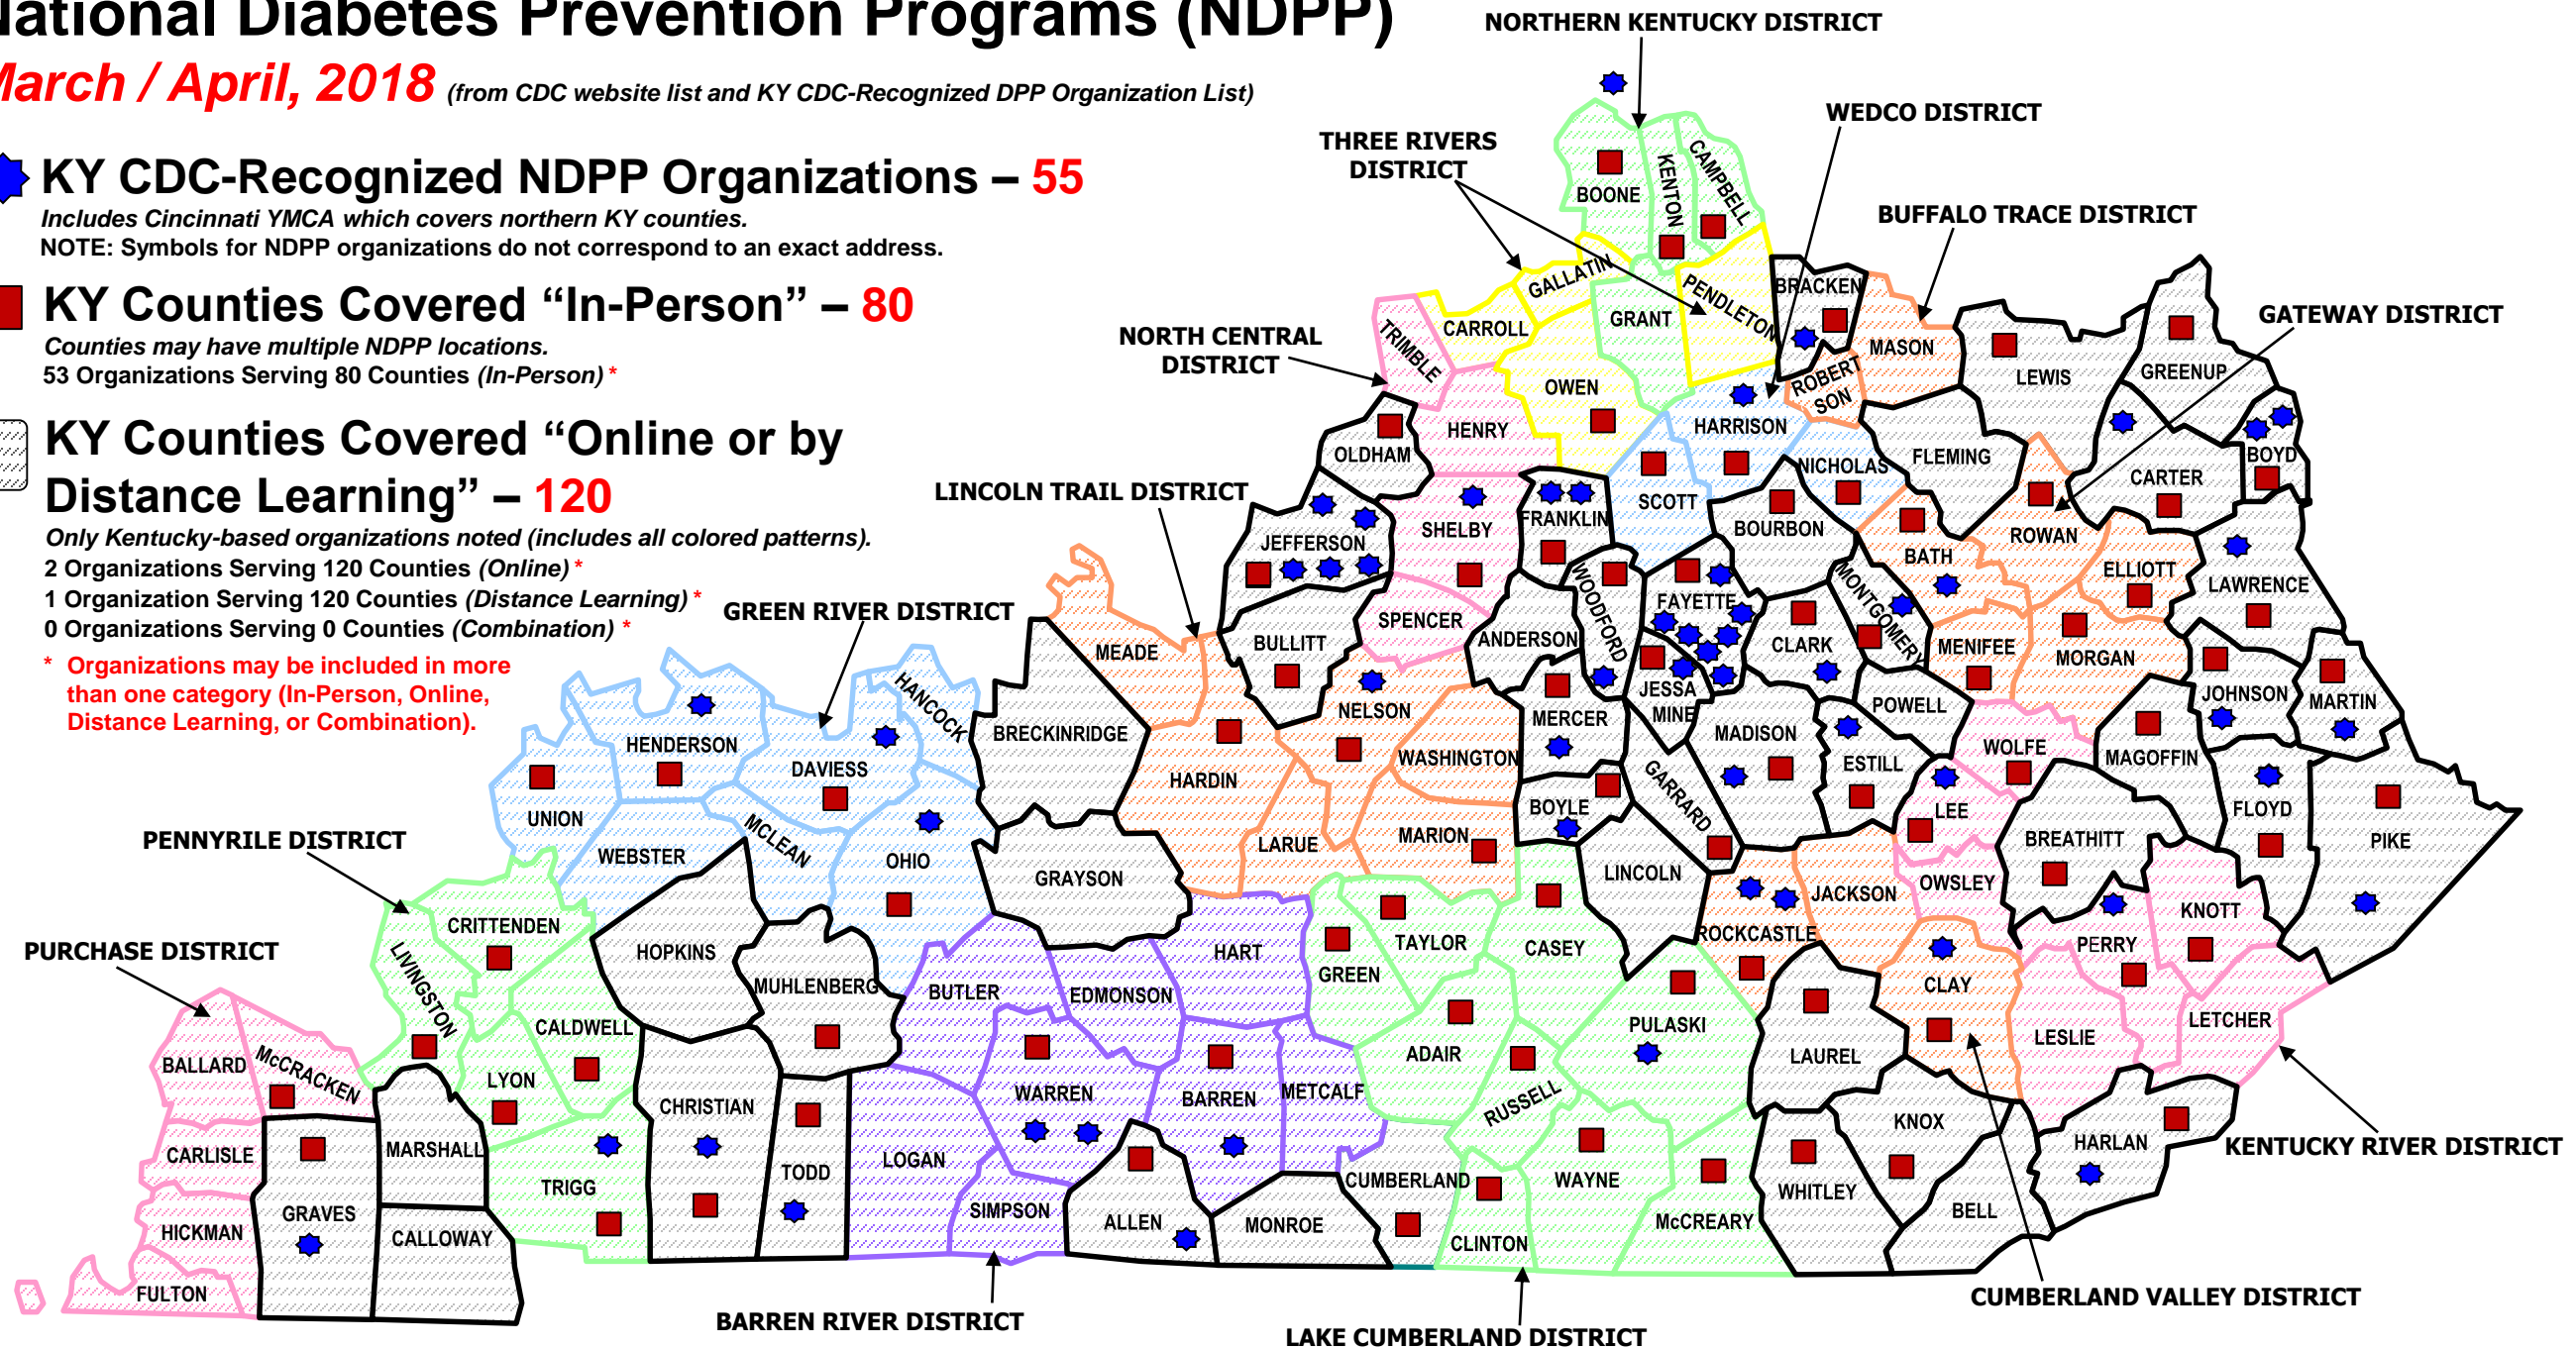 National Diabetes Prevention Programs (NDPP)
March / April, 2018 (from CDC website list and KY CDC-Recognized DPP Organization List)
KY CDC-Recognized NDPP Organizations – 55
Includes Cincinnati YMCA which covers northern KY counties.
NOTE: Symbols for NDPP organizations do not correspond to an exact address.
KY Counties Covered “In-Person” – 80
Counties may have multiple NDPP locations.
53 Organizations Serving 80 Counties (In-Person) *
KY Counties Covered “Online or by
Distance Learning” – 120
Only Kentucky-based organizations noted (includes all colored patterns).
2 Organizations Serving 120 Counties (Online) *
1 Organization Serving 120 Counties (Distance Learning) *
0 Organizations Serving 0 Counties (Combination) *
* Organizations may be included in more
than one category (In-Person, Online,
Distance Learning, or Combination).
NORTHERN KENTUCKY DISTRICT
WEDCO DISTRICT
THREE RIVERS
DISTRICT
BUFFALO TRACE DISTRICT
GATEWAY DISTRICT
NORTH CENTRAL
DISTRICT
LINCOLN TRAIL DISTRICT
GREEN RIVER DISTRICT
PENNYRILE DISTRICT
PURCHASE DISTRICT
BARREN RIVER DISTRICT
LAKE CUMBERLAND DISTRICT
CUMBERLAND VALLEY DISTRICT
KENTUCKY RIVER DISTRICT
BOONE
KENTON
CAMPBELL
GALLATIN
PENDLETON
BRACKEN
CARROLL
GRANT
TRIMBLE
MASON
ROBERT
SON
LEWIS
GREENUP
OWEN
HENRY
HARRISON
OLDHAM
NICHOLAS
FLEMING
BOYD
CARTER
SCOTT
SHELBY
FRANKLIN
BOURBON
JEFFERSON
ROWAN
BATH
ELLIOTT
LAWRENCE
WOODFORD
FAYETTE
MONTGOMERY
SPENCER
ANDERSON
CLARK
BULLITT
MENIFEE
MORGAN
MEADE
JESSA
MINE
JOHNSON
MARTIN
NELSON
MERCER
POWELL
HANCOCK
BRECKINRIDGE
MADISON
WOLFE
MAGOFFIN
HENDERSON
WASHINGTON
DAVIESS
HARDIN
ESTILL
GARRARD
UNION
BOYLE
LEE
FLOYD
MARION
BREATHITT
PIKE
MCLEAN
LARUE
WEBSTER
OHIO
LINCOLN
GRAYSON
OWSLEY
JACKSON
KNOTT
CRITTENDEN
ROCKCASTLE
TAYLOR
CASEY
PERRY
HOPKINS
HART
LIVINGSTON
GREEN
CLAY
MUHLENBERG
BUTLER
EDMONSON
LETCHER
CALDWELL
PULASKI
LESLIE
ADAIR
LAUREL
BALLARD
McCRACKEN
LYON
WARREN
BARREN
METCALF
RUSSELL
CHRISTIAN
KNOX
HARLAN
MARSHALL
CARLISLE
LOGAN
TODD
CUMBERLAND
WAYNE
WHITLEY
TRIGG
SIMPSON
BELL
GRAVES
ALLEN
MONROE
McCREARY
HICKMAN
CALLOWAY
CLINTON
FULTON